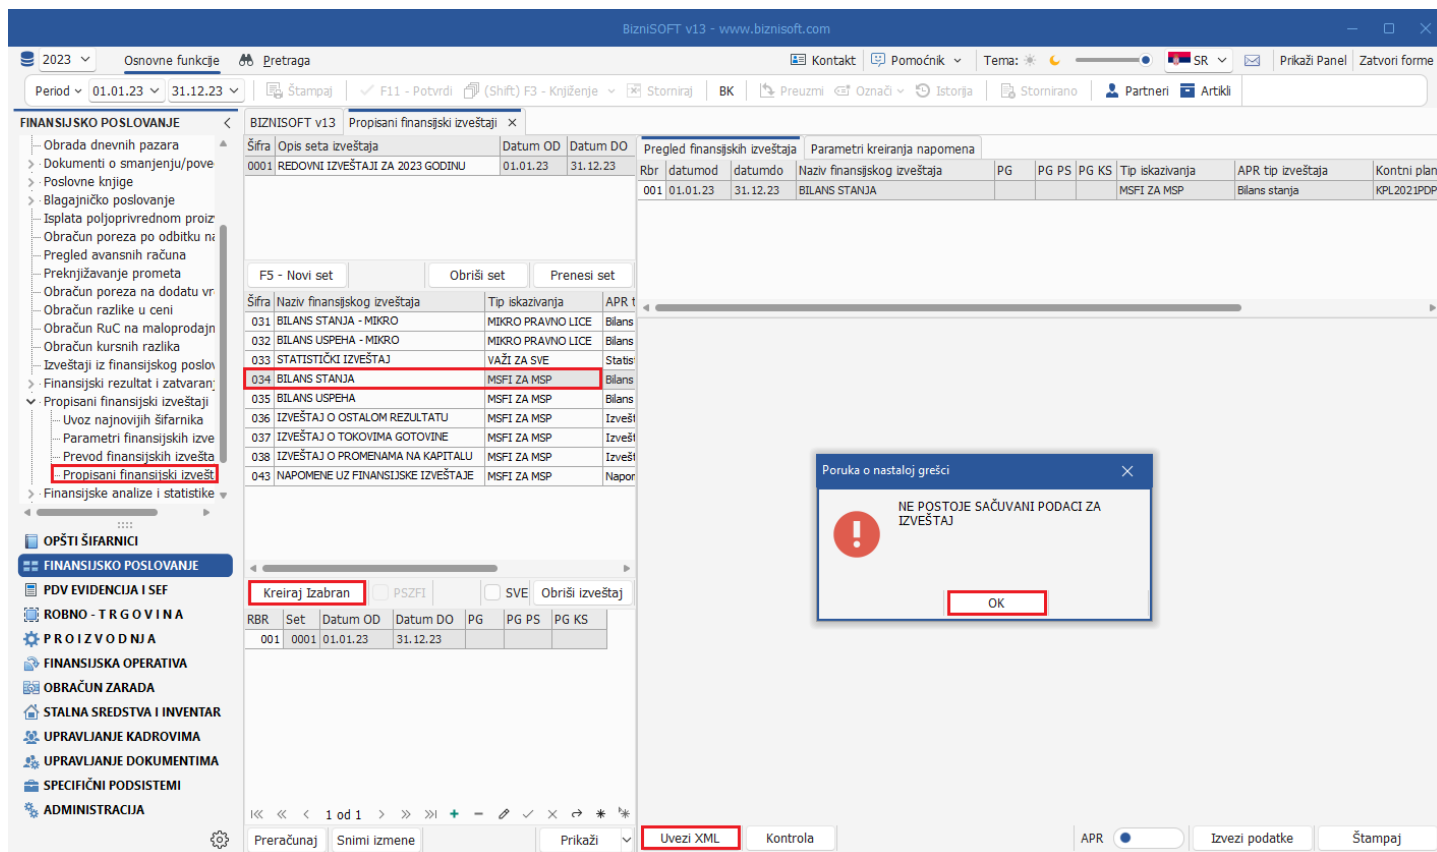 BizniSOFT v13 - www.biznisoft.com
2023 Osnovne funkcije Pretraga Kontakt Pomoćnik Tema: SR Prikaži Panel Zatvori forme
Period 01.01.23 31.12.23 Štampaj F11 - Potvrdi (Shift) F3 - Knjiženje Storniraj BK Preuzmi Označi Istorija Stornirano Partneri Artikli
FINANSIJSKO POSLOVANJE
Obrada dnevnih pazara
Dokumenti o smanjenju/pove
Poslovne knjige
Blagajničko poslovanje
Isplata poljoprivrednom proiz
Obračun poreza po odbitku na
Pregled avansnih računa
Preknjižavanje prometa
Obračun poreza na dodatu vr
Obračun razlike u ceni
Obračun RuC na maloprodajn
Obračun kursnih razlika
Izveštaji iz finansijskog poslov
Finansijski rezultat i zatvaranj
Propisani finansijski izveštaji
Uvoz najnovijih šifarnika
Parametri finansijskih izve
Prevod finansijskih izvešta
Propisani finansijski izvešt
Finansijske analize i statistike
OPŠTI ŠIFARNICI
FINANSIJSKO POSLOVANJE
PDV EVIDENCIJA I SEF
ROBNO - T R G O V I N A
P R O I Z V O D NJ A
FINANSIJSKA OPERATIVA
OBRAČUN ZARADA
STALNA SREDSTVA I INVENTAR
UPRAVLJANJE KADROVIMA
UPRAVLJANJE DOKUMENTIMA
SPECIFIČNI PODSISTEMI
ADMINISTRACIJA
BIZNISOFT v13 Propisani finansijski izveštaji
Šifra Opis seta izveštaja Datum OD Datum DO
0001 REDOVNI IZVEŠTAJI ZA 2023 GODINU 01.01.23 31.12.23
F5 - Novi set Obriši set Prenesi set
Šifra Naziv finansijskog izveštaja Tip iskazivanja APR t
031 BILANS STANJA - MIKRO MIKRO PRAVNO LICE Bilans
032 BILANS USPEHA - MIKRO MIKRO PRAVNO LICE Bilans
033 STATISTIČKI IZVEŠTAJ VAŽI ZA SVE Statis
034 BILANS STANJA MSFI ZA MSP Bilans
035 BILANS USPEHA MSFI ZA MSP Bilans
036 IZVEŠTAJ O OSTALOM REZULTATU MSFI ZA MSP Izvešt
037 IZVEŠTAJ O TOKOVIMA GOTOVINE MSFI ZA MSP Izvešt
038 IZVEŠTAJ O PROMENAMA NA KAPITALU MSFI ZA MSP Izvešt
043 NAPOMENE UZ FINANSIJSKE IZVEŠTAJE MSFI ZA MSP Napor
Kreiraj Izabran PSZFI SVE Obriši izveštaj
RBR Set Datum OD Datum DO PG PG PS PG KS
001 0001 01.01.23 31.12.23
1 od 1
Preračunaj Snimi izmene Prikaži
Pregled finansijskih izveštaja Parametri kreiranja napomena
Rbr datumod datumdo Naziv finansijskog izveštaja PG PG PS PG KS Tip iskazivanja APR tip izveštaja Kontni plan
001 01.01.23 31.12.23 BILANS STANJA MSFI ZA MSP Bilans stanja KPL2021PDP
Poruka o nastaloj grešci
NE POSTOJE SAČUVANI PODACI ZA
IZVEŠTAJ
OK
Uvezi XML Kontrola APR Izvezi podatke Štampaj